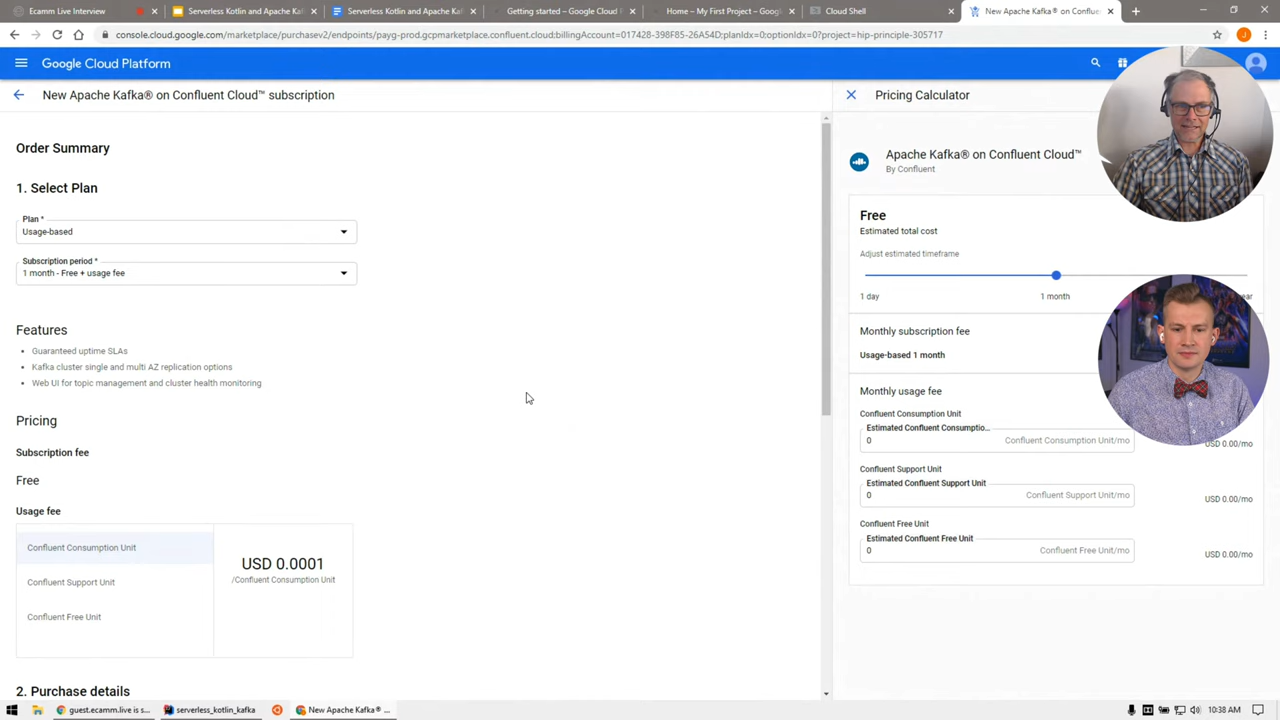 Ecamm Live Interview
Serverless Kotlin and Apache Kaf
Serverless Kotlin and Apache Kaf
Getting started – Google Cloud P
Home – My First Project – Google
Cloud Shell
New Apache Kafka® on Confluen
console.cloud.google.com/marketplace/purchasev2/endpoints/payg-prod.gcpmarketplace.confluent.cloud;billingAccount=017428-398F85-26A54D;planIdx=0;optionIdx=0?project=hip-principle-305717
J
Google Cloud Platform
New Apache Kafka® on Confluent Cloud™ subscription
Order Summary
1. Select Plan
Plan *
Usage-based
Subscription period *
1 month - Free + usage fee
Features
Guaranteed uptime SLAs
Kafka cluster single and multi AZ replication options
Web UI for topic management and cluster health monitoring
Pricing
Subscription fee
Free
Usage fee
Confluent Consumption Unit
Confluent Support Unit
Confluent Free Unit
USD 0.0001
/Confluent Consumption Unit
2. Purchase details
Pricing Calculator
Apache Kafka® on Confluent Cloud™
By Confluent
Free
Estimated total cost
Adjust estimated timeframe
1 day
1 month
ear
Monthly subscription fee
Usage-based 1 month
Monthly usage fee
Confluent Consumption Unit
Estimated Confluent Consumptio...
0 Confluent Consumption Unit/mo
USD 0.00/mo
Confluent Support Unit
Estimated Confluent Support Unit
0 Confluent Support Unit/mo
USD 0.00/mo
Confluent Free Unit
Estimated Confluent Free Unit
0 Confluent Free Unit/mo
USD 0.00/mo
guest.ecamm.live is s...
serverless_kotlin_kafka
New Apache Kafka® ...
10:38 AM